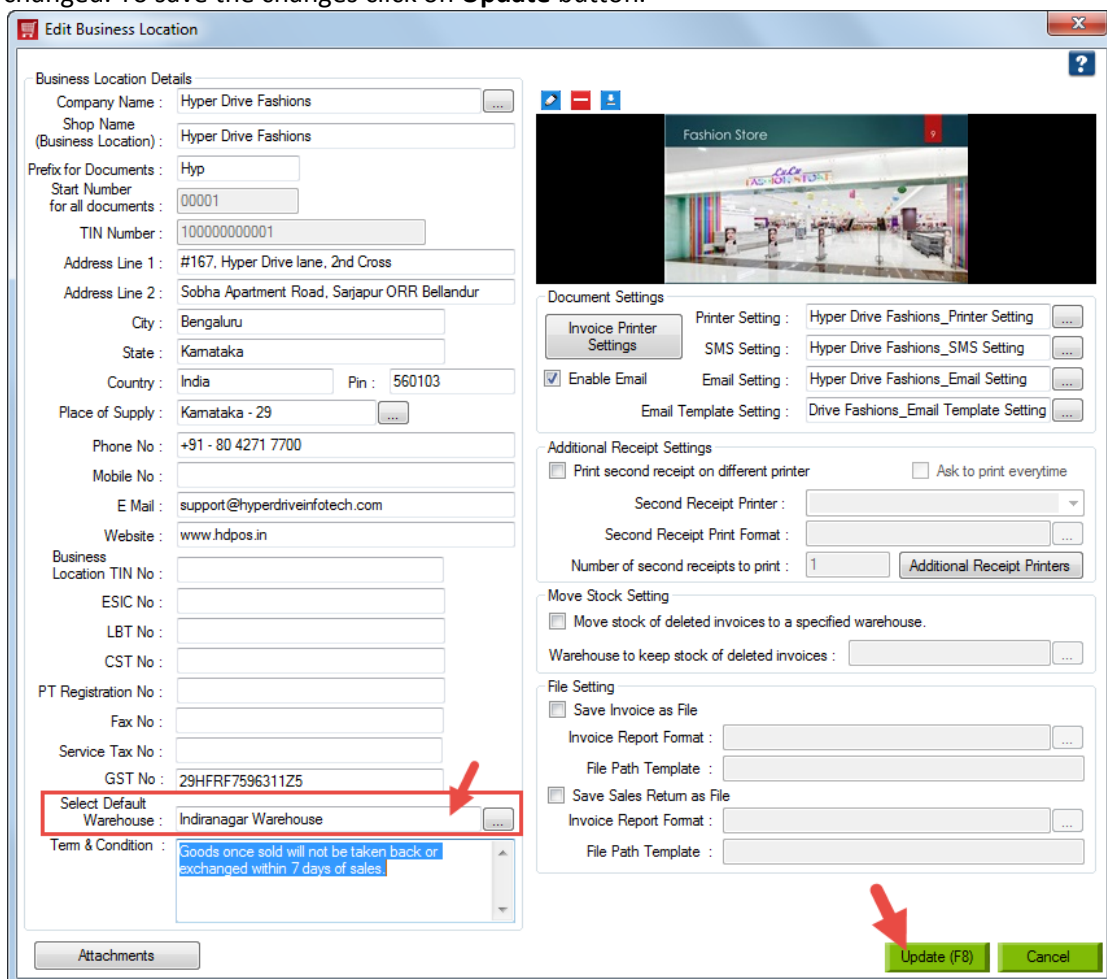 changed. To save the changes click on Update button.
Edit Business Location
x
?
Business Location Details
Company Name : Hyper Drive Fashions ...
Shop Name
(Business Location) : Hyper Drive Fashions
Prefix for Documents : Hyp
Start Number
for all documents : 00001
TIN Number : 100000000001
Address Line 1 : #167, Hyper Drive lane, 2nd Cross
Address Line 2 : Sobha Apartment Road, Sarjapur ORR Bellandur
City : Bengaluru
State : Karnataka
Country : India Pin : 560103
Place of Supply : Karnataka - 29 ...
Phone No : +91 - 80 4271 7700
Mobile No :
E Mail : support@hyperdriveinfotech.com
Website : www.hdpos.in
Business
Location TIN No :
ESIC No :
LBT No :
CST No :
PT Registration No :
Fax No :
Service Tax No :
GST No : 29HFRF7596311Z5
Select Default
Warehouse : Indiranagar Warehouse ...
Term & Condition : Goods once sold will not be taken back or
exchanged within 7 days of sales.
Attachments
Fashion Store 9
LuLu
FASHION STORE
Document Settings
Invoice Printer
Settings
Printer Setting : Hyper Drive Fashions_Printer Setting ...
SMS Setting : Hyper Drive Fashions_SMS Setting ...
Enable Email Email Setting : Hyper Drive Fashions_Email Setting ...
Email Template Setting : Drive Fashions_Email Template Setting ...
Additional Receipt Settings
Print second receipt on different printer Ask to print everytime
Second Receipt Printer :
Second Receipt Print Format : ...
Number of second receipts to print : 1 Additional Receipt Printers
Move Stock Setting
Move stock of deleted invoices to a specified warehouse.
Warehouse to keep stock of deleted invoices : ...
File Setting
Save Invoice as File
Invoice Report Format : ...
File Path Template :
Save Sales Return as File
Invoice Report Format : ...
File Path Template :
Update (F8) Cancel